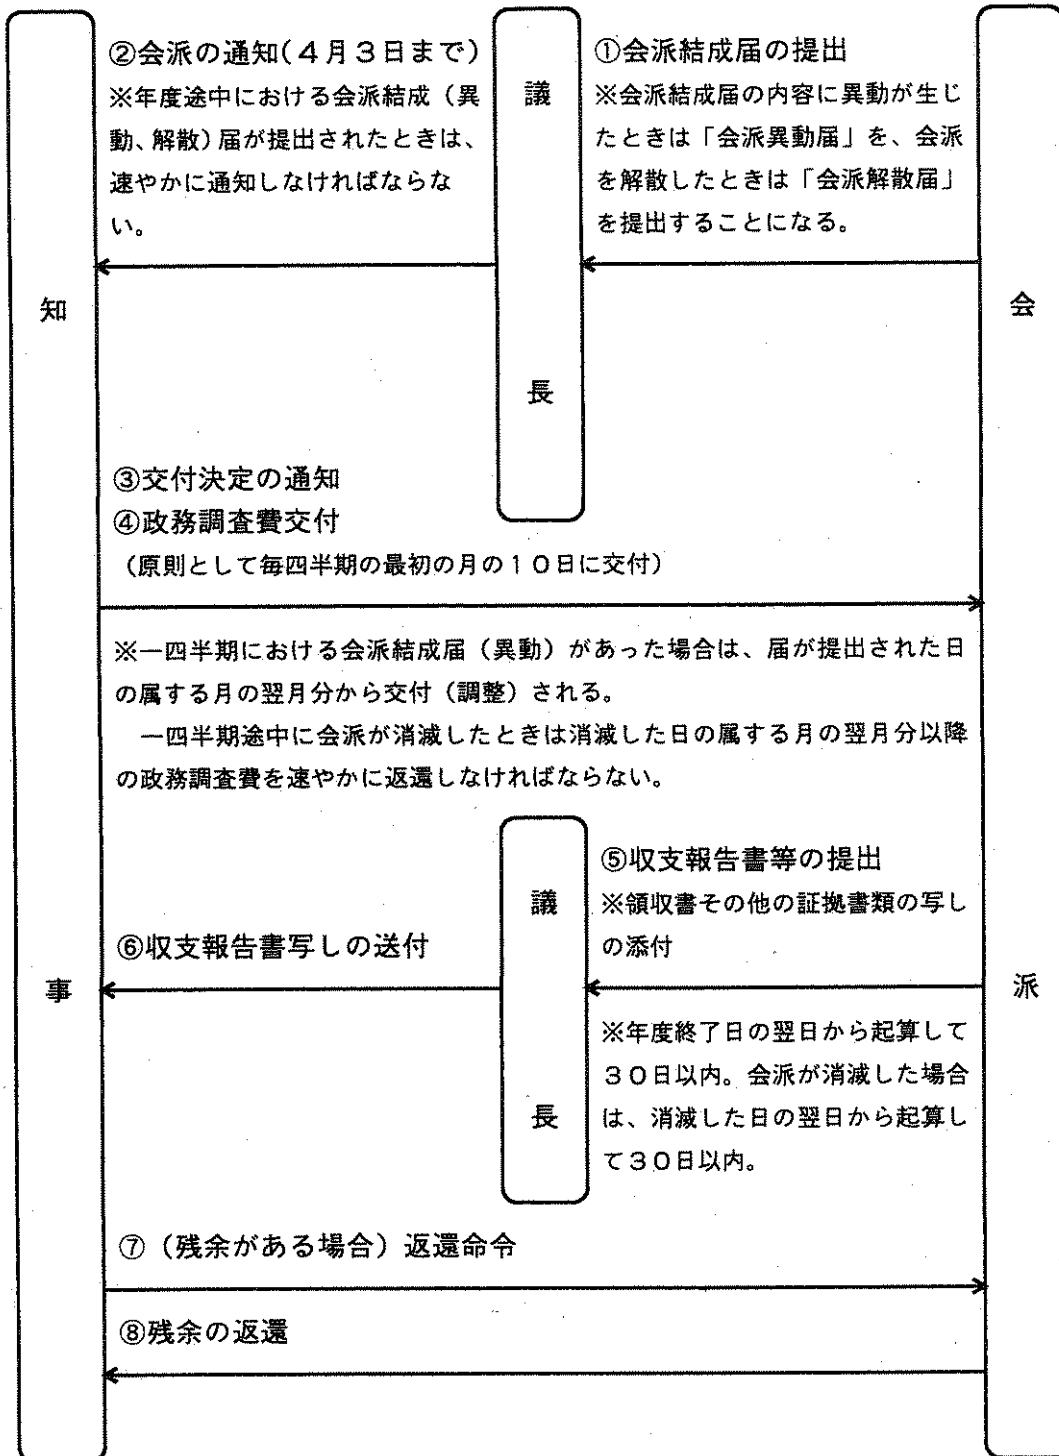 知事
議長
会派
①会派結成届の提出
※会派結成届の内容に異動が生じ
たときは「会派異動届」を、会派
を解散したときは「会派解散届」
を提出することになる。
②会派の通知(4月3日まで)
※年度途中における会派結成(異
動、解散)届が提出されたときは、
速やかに通知しなければならな
い。
③交付決定の通知
④政務調査費交付
(原則として毎四半期の最初の月の10日に交付)
※一四半期における会派結成届(異動)があった場合は、届が提出された日
の属する月の翌月分から交付(調整)される。
一四半期途中に会派が消滅したときは消滅した日の属する月の翌月分以降
の政務調査費を速やかに返還しなければならない。
議長
⑤収支報告書等の提出
※領収書その他の証拠書類の写し
の添付
⑥収支報告書写しの送付
※年度終了日の翌日から起算して
30日以内。会派が消滅した場合
は、消滅した日の翌日から起算し
て30日以内。
⑦(残余がある場合)返還命令
⑧残余の返還